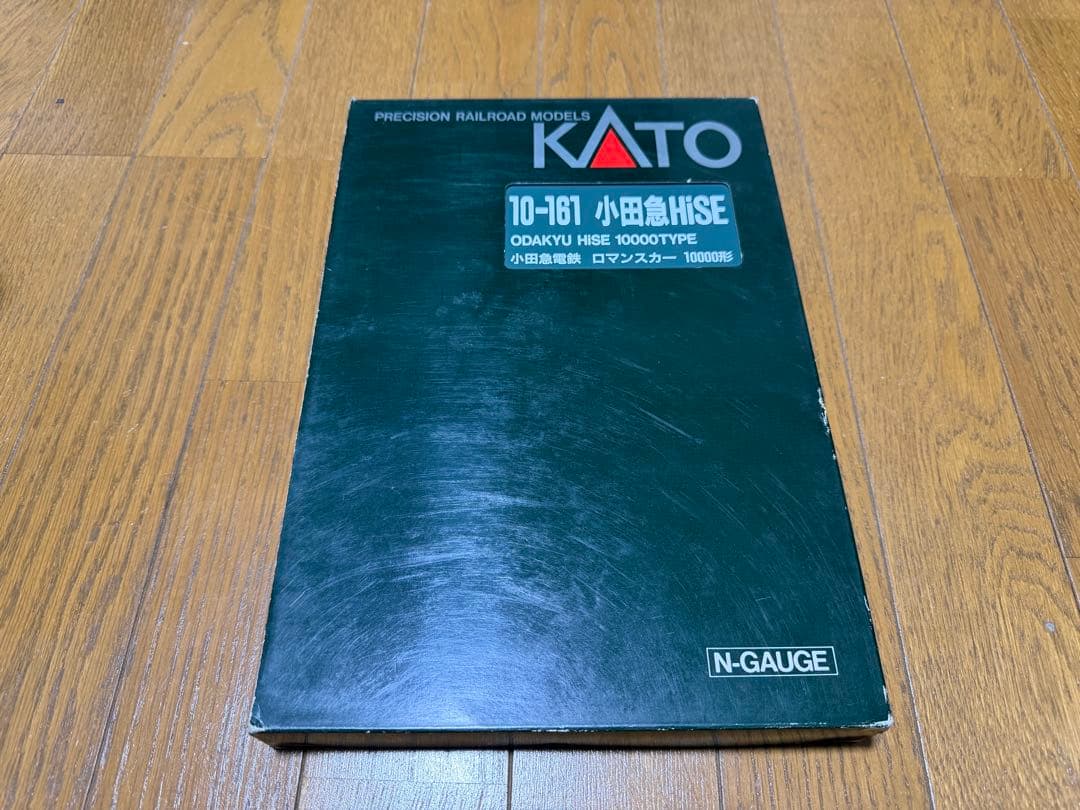 PRECISION RAILROAD MODELS
KATO
10-161 小田急HiSE
ODAKYU HiSE 10000TYPE
小田急電鉄 ロマンスカー 10000形
N-GAUGE